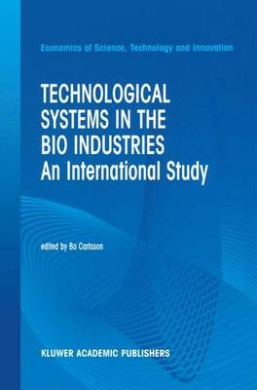 Economics of Science, Technology and Innovation
TECHNOLOGICAL
SYSTEMS IN THE
BIO INDUSTRIES
An International Study
edited by Bo Carlsson
KLUWER ACADEMIC PUBLISHERS